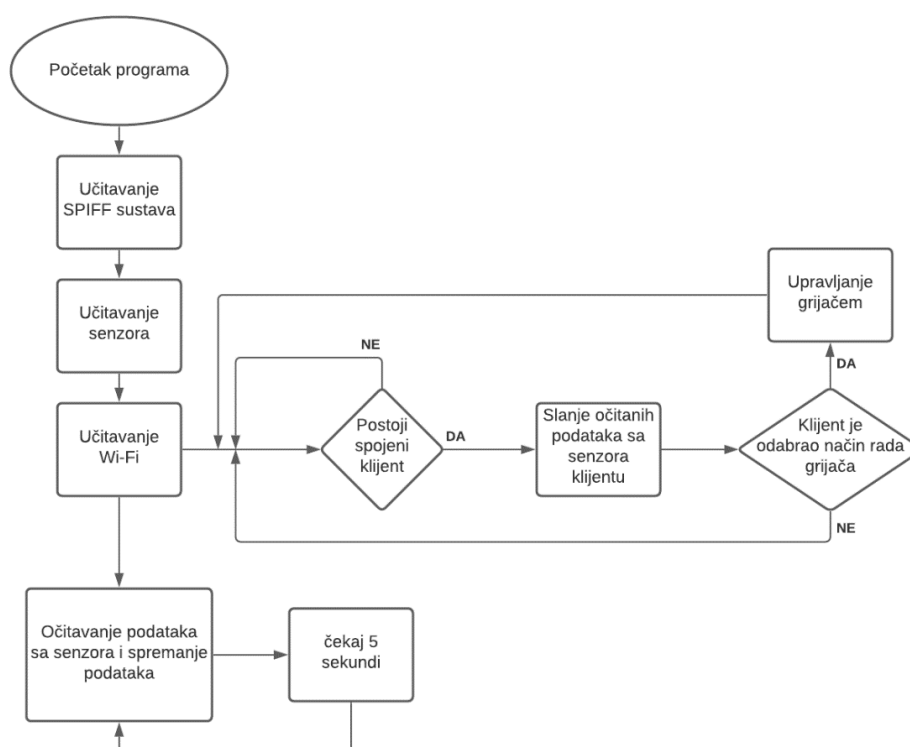 Početak programa
Učitavanje
SPIFF sustava
Učitavanje
senzora
Upravljanje
grijačem
NE
DA
Učitavanje
Wi-Fi
Postoji
spojeni
klijent
DA
Slanje očitanih
podataka sa
senzora
klijentu
Klijent je
odabrao način rada
grijača
NE
Očitavanje podataka
sa senzora i spremanje
podataka
čekaj 5
sekundi